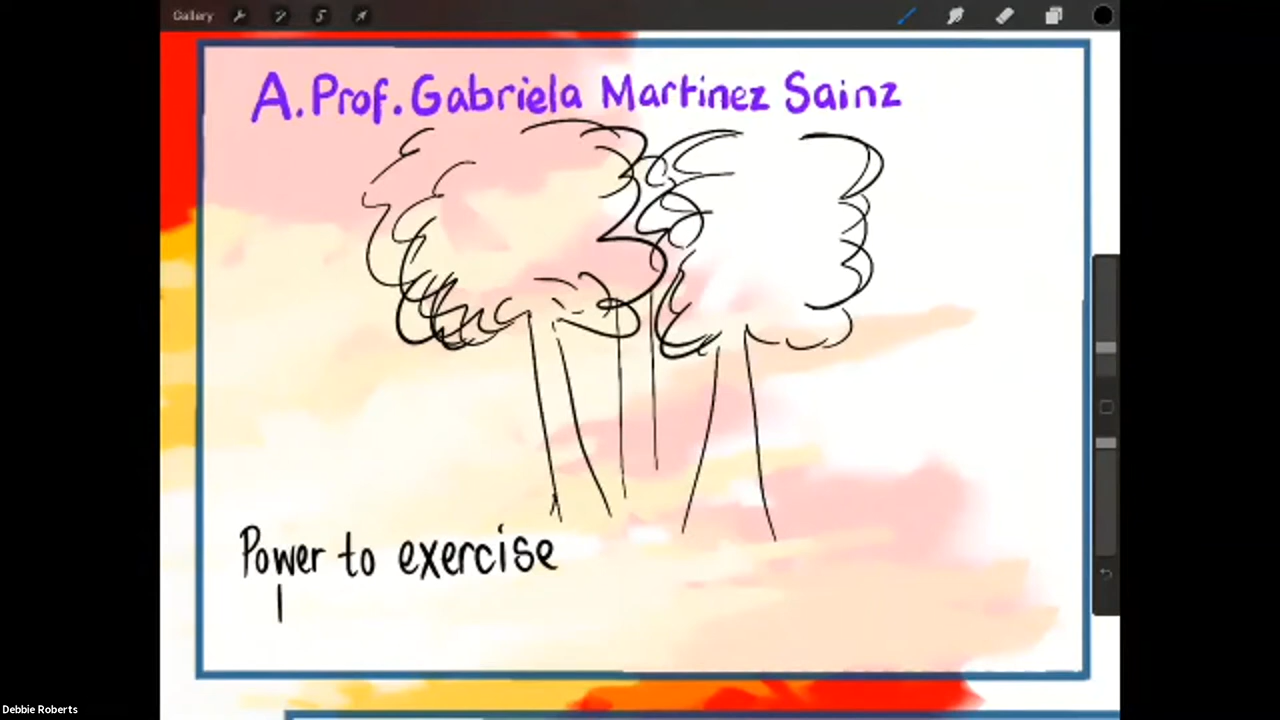 Gallery
A. Prof. Gabriela Martinez Sainz
Power to exercise
Debbie Roberts